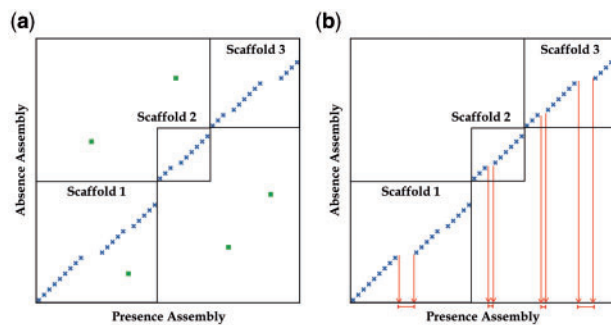 (a)
Scaffold 3
Scaffold 2
Scaffold 1
Absence Assembly
Presence Assembly
(b)
Scaffold 3
Scaffold 2
Scaffold 1
Absence Assembly
Presence Assembly